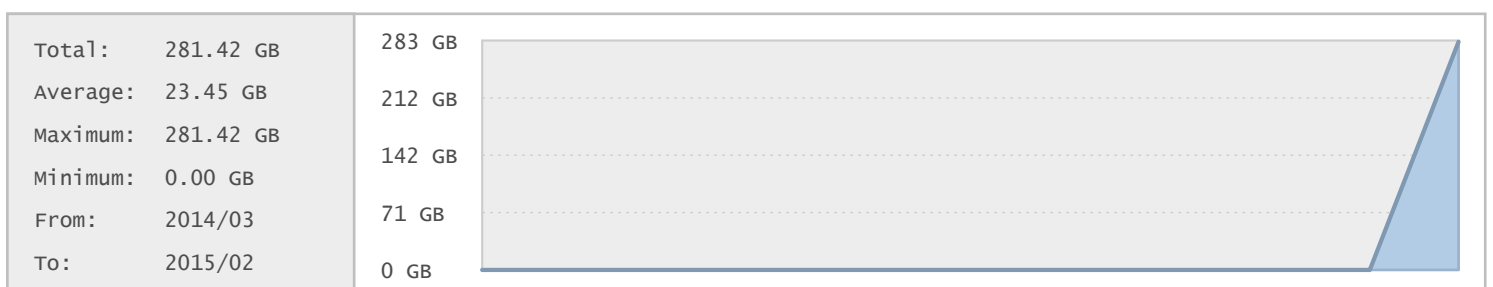 Total: 281.42 GB
Average: 23.45 GB
Maximum: 281.42 GB
Minimum: 0.00 GB
From: 2014/03
To: 2015/02
283 GB
212 GB
142 GB
71 GB
0 GB